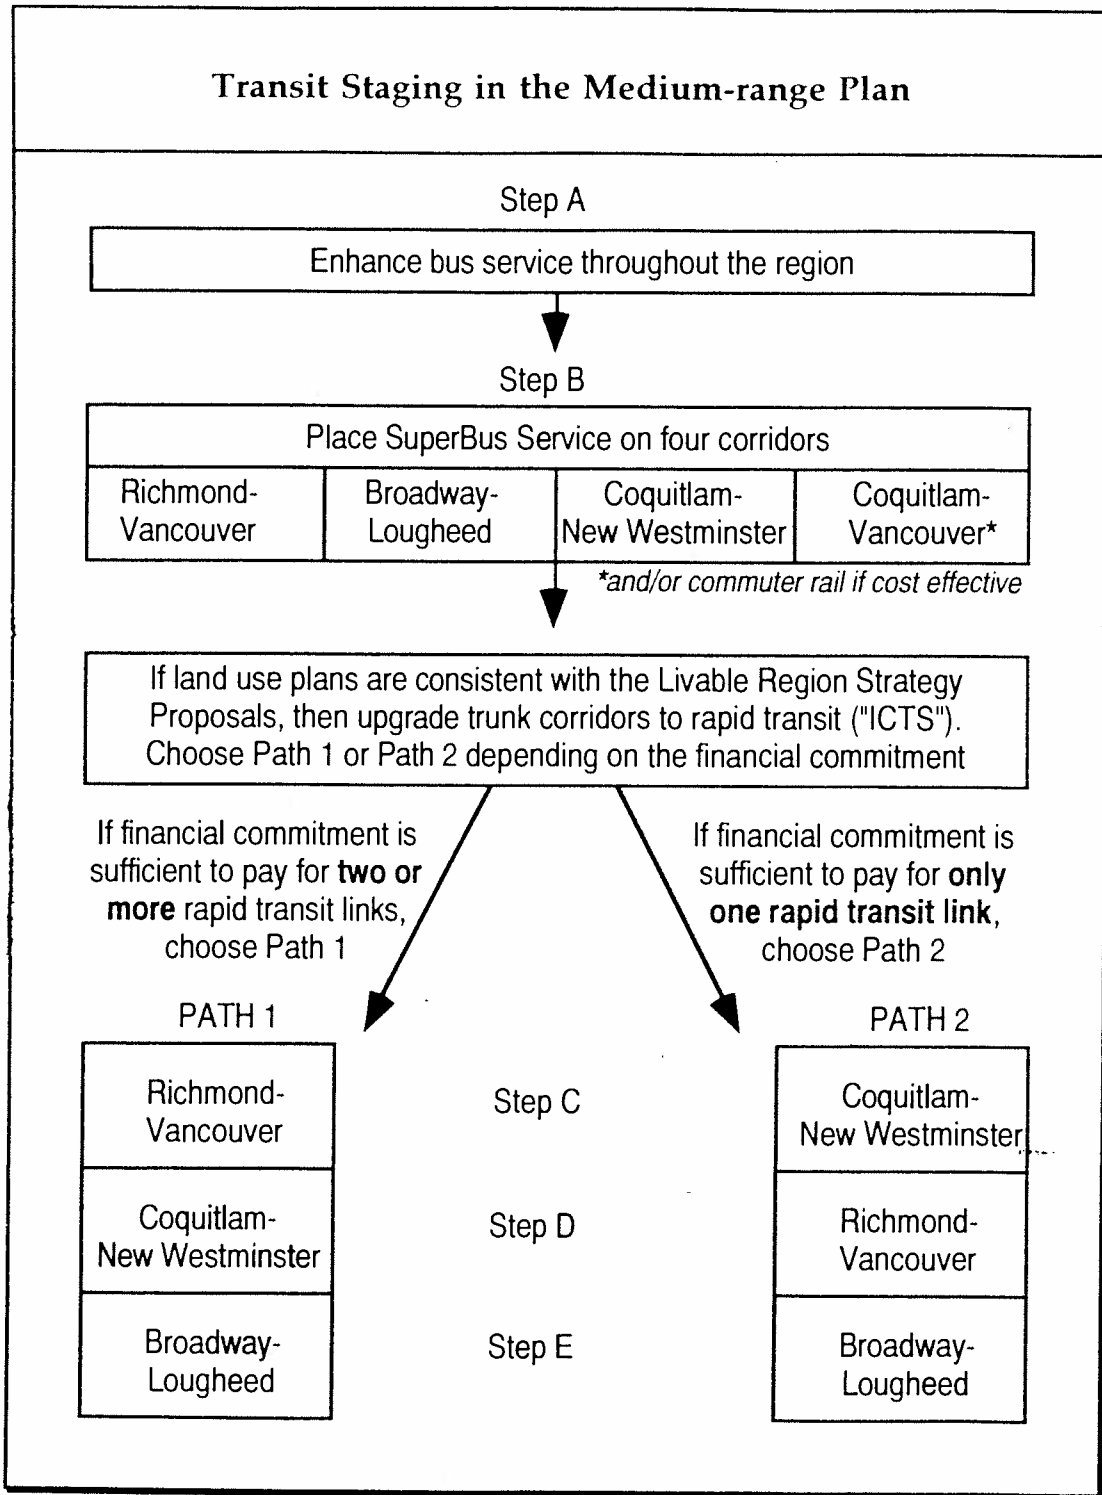 Transit Staging in the Medium-range Plan
Step A
Enhance bus service throughout the region
Step B
Place SuperBus Service on four corridors
Richmond-
Vancouver
Broadway-
Lougheed
Coquitlam-
New Westminster
Coquitlam-
Vancouver*
*and/or commuter rail if cost effective
If land use plans are consistent with the Livable Region Strategy
Proposals, then upgrade trunk corridors to rapid transit ("ICTS").
Choose Path 1 or Path 2 depending on the financial commitment
If financial commitment is
sufficient to pay for two or
more rapid transit links,
choose Path 1
If financial commitment is
sufficient to pay for only
one rapid transit link,
choose Path 2
PATH 1
Richmond-
Vancouver
Coquitlam-
New Westminster
Broadway-
Lougheed
Step C
Step D
Step E
PATH 2
Coquitlam-
New Westminster
Richmond-
Vancouver
Broadway-
Lougheed